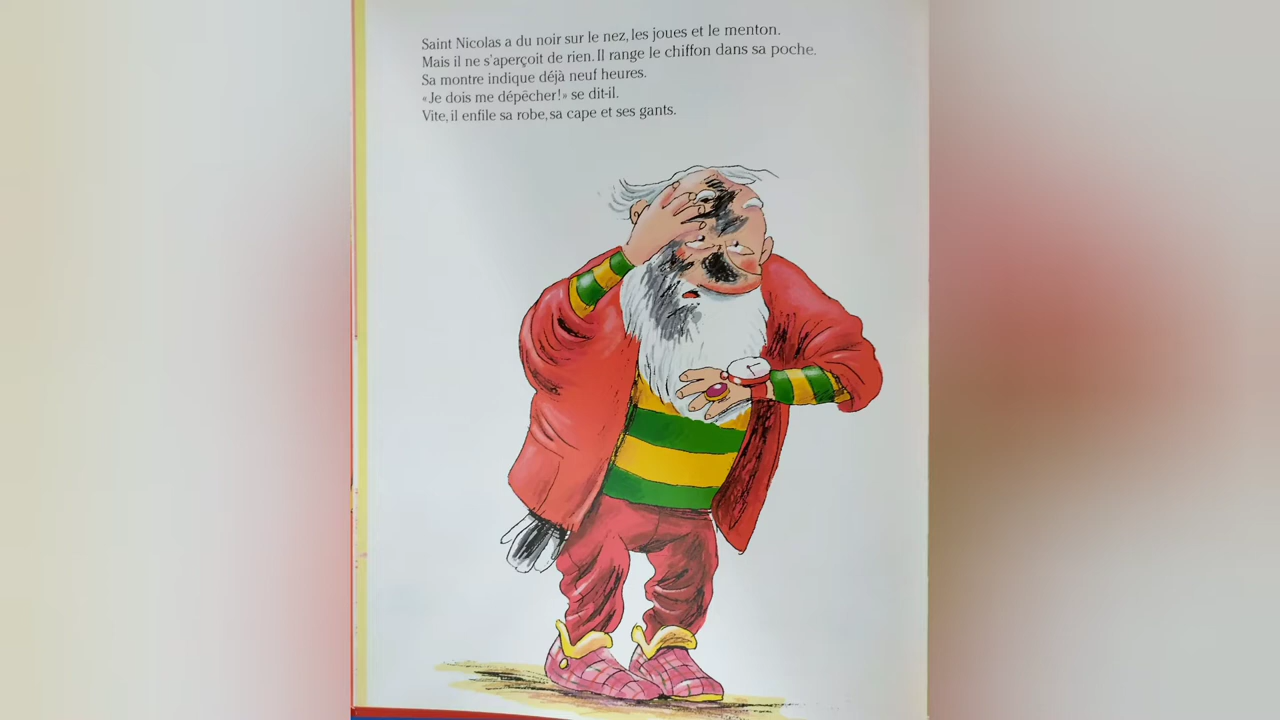 Saint Nicolas a du noir sur le nez, les joues et le menton.
Mais il ne s'aperçoit de rien. Il range le chiffon dans sa poche.
Sa montre indique déjà neuf heures.
«Je dois me dépêcher!» se dit-il.
Vite, il enfile sa robe, sa cape et ses gants.